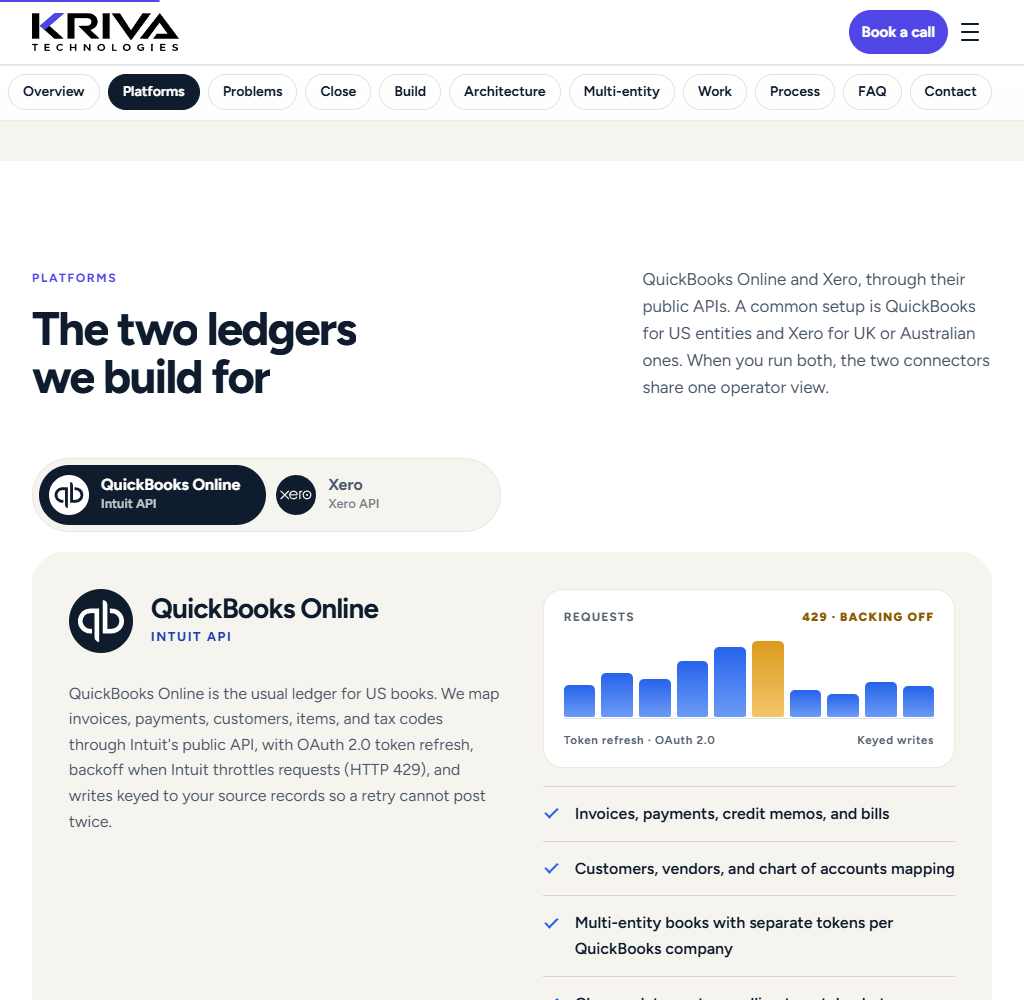 KRIVA
TECHNOLOGIES
Book a call
Overview
Platforms
Problems
Close
Build
Architecture
Multi-entity
Work
Process
FAQ
Contact
PLATFORMS
The two ledgers
we build for
QuickBooks Online and Xero, through their
public APIs. A common setup is QuickBooks
for US entities and Xero for UK or Australian
ones. When you run both, the two connectors
share one operator view.
qb
QuickBooks Online
Intuit API
xero
Xero
Xero API
qb
QuickBooks Online
INTUIT API
QuickBooks Online is the usual ledger for US books. We map
invoices, payments, customers, items, and tax codes
through Intuit's public API, with OAuth 2.0 token refresh,
backoff when Intuit throttles requests (HTTP 429), and
writes keyed to your source records so a retry cannot post
twice.
REQUESTS
429 · BACKING OFF
Token refresh · OAuth 2.0
Keyed writes
Invoices, payments, credit memos, and bills
Customers, vendors, and chart of accounts mapping
Multi-entity books with separate tokens per
QuickBooks company